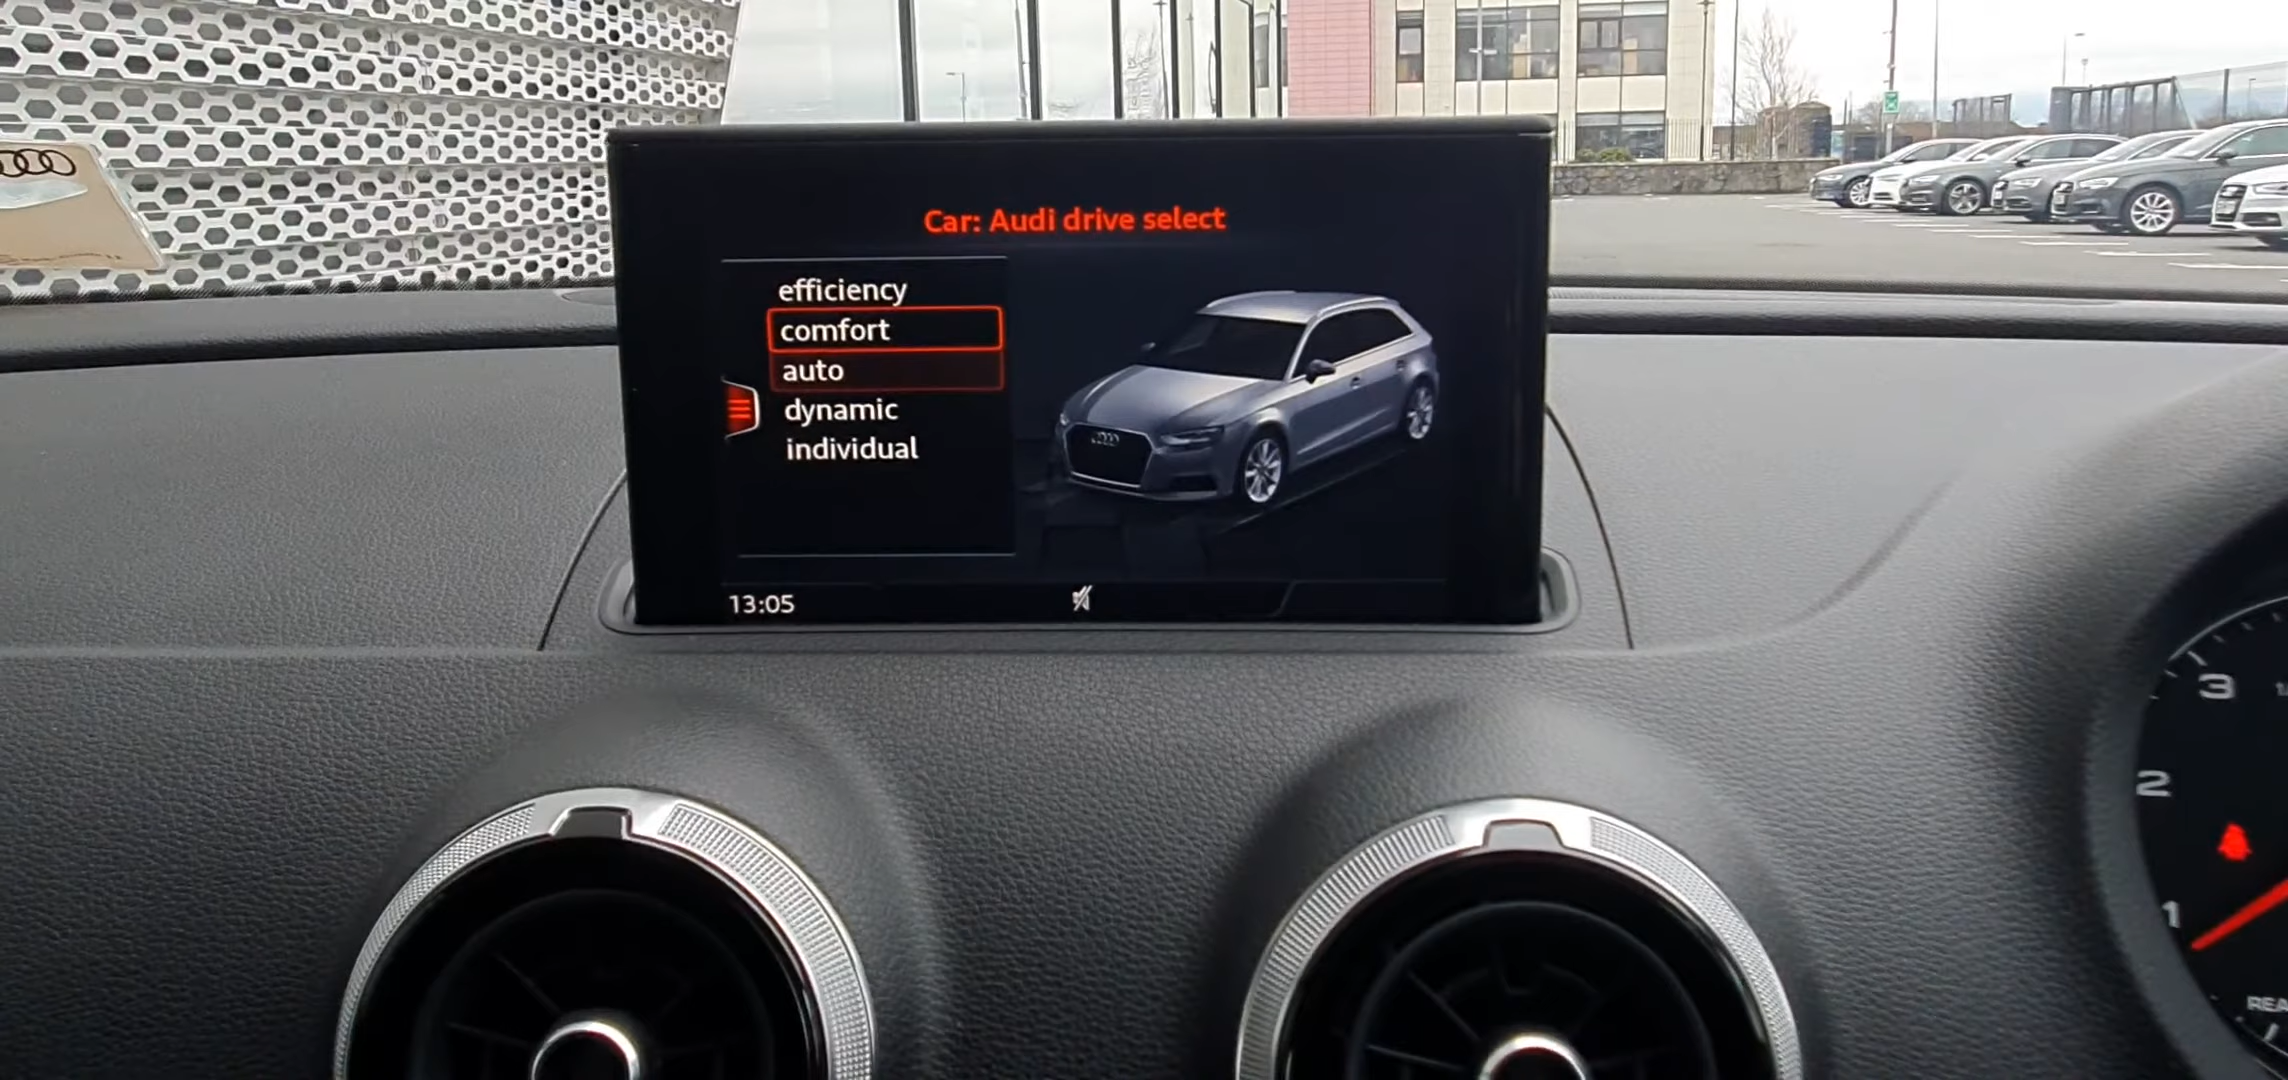 Car: Audi drive select
efficiency
comfort
auto
dynamic
individual
13:05
3
2
1